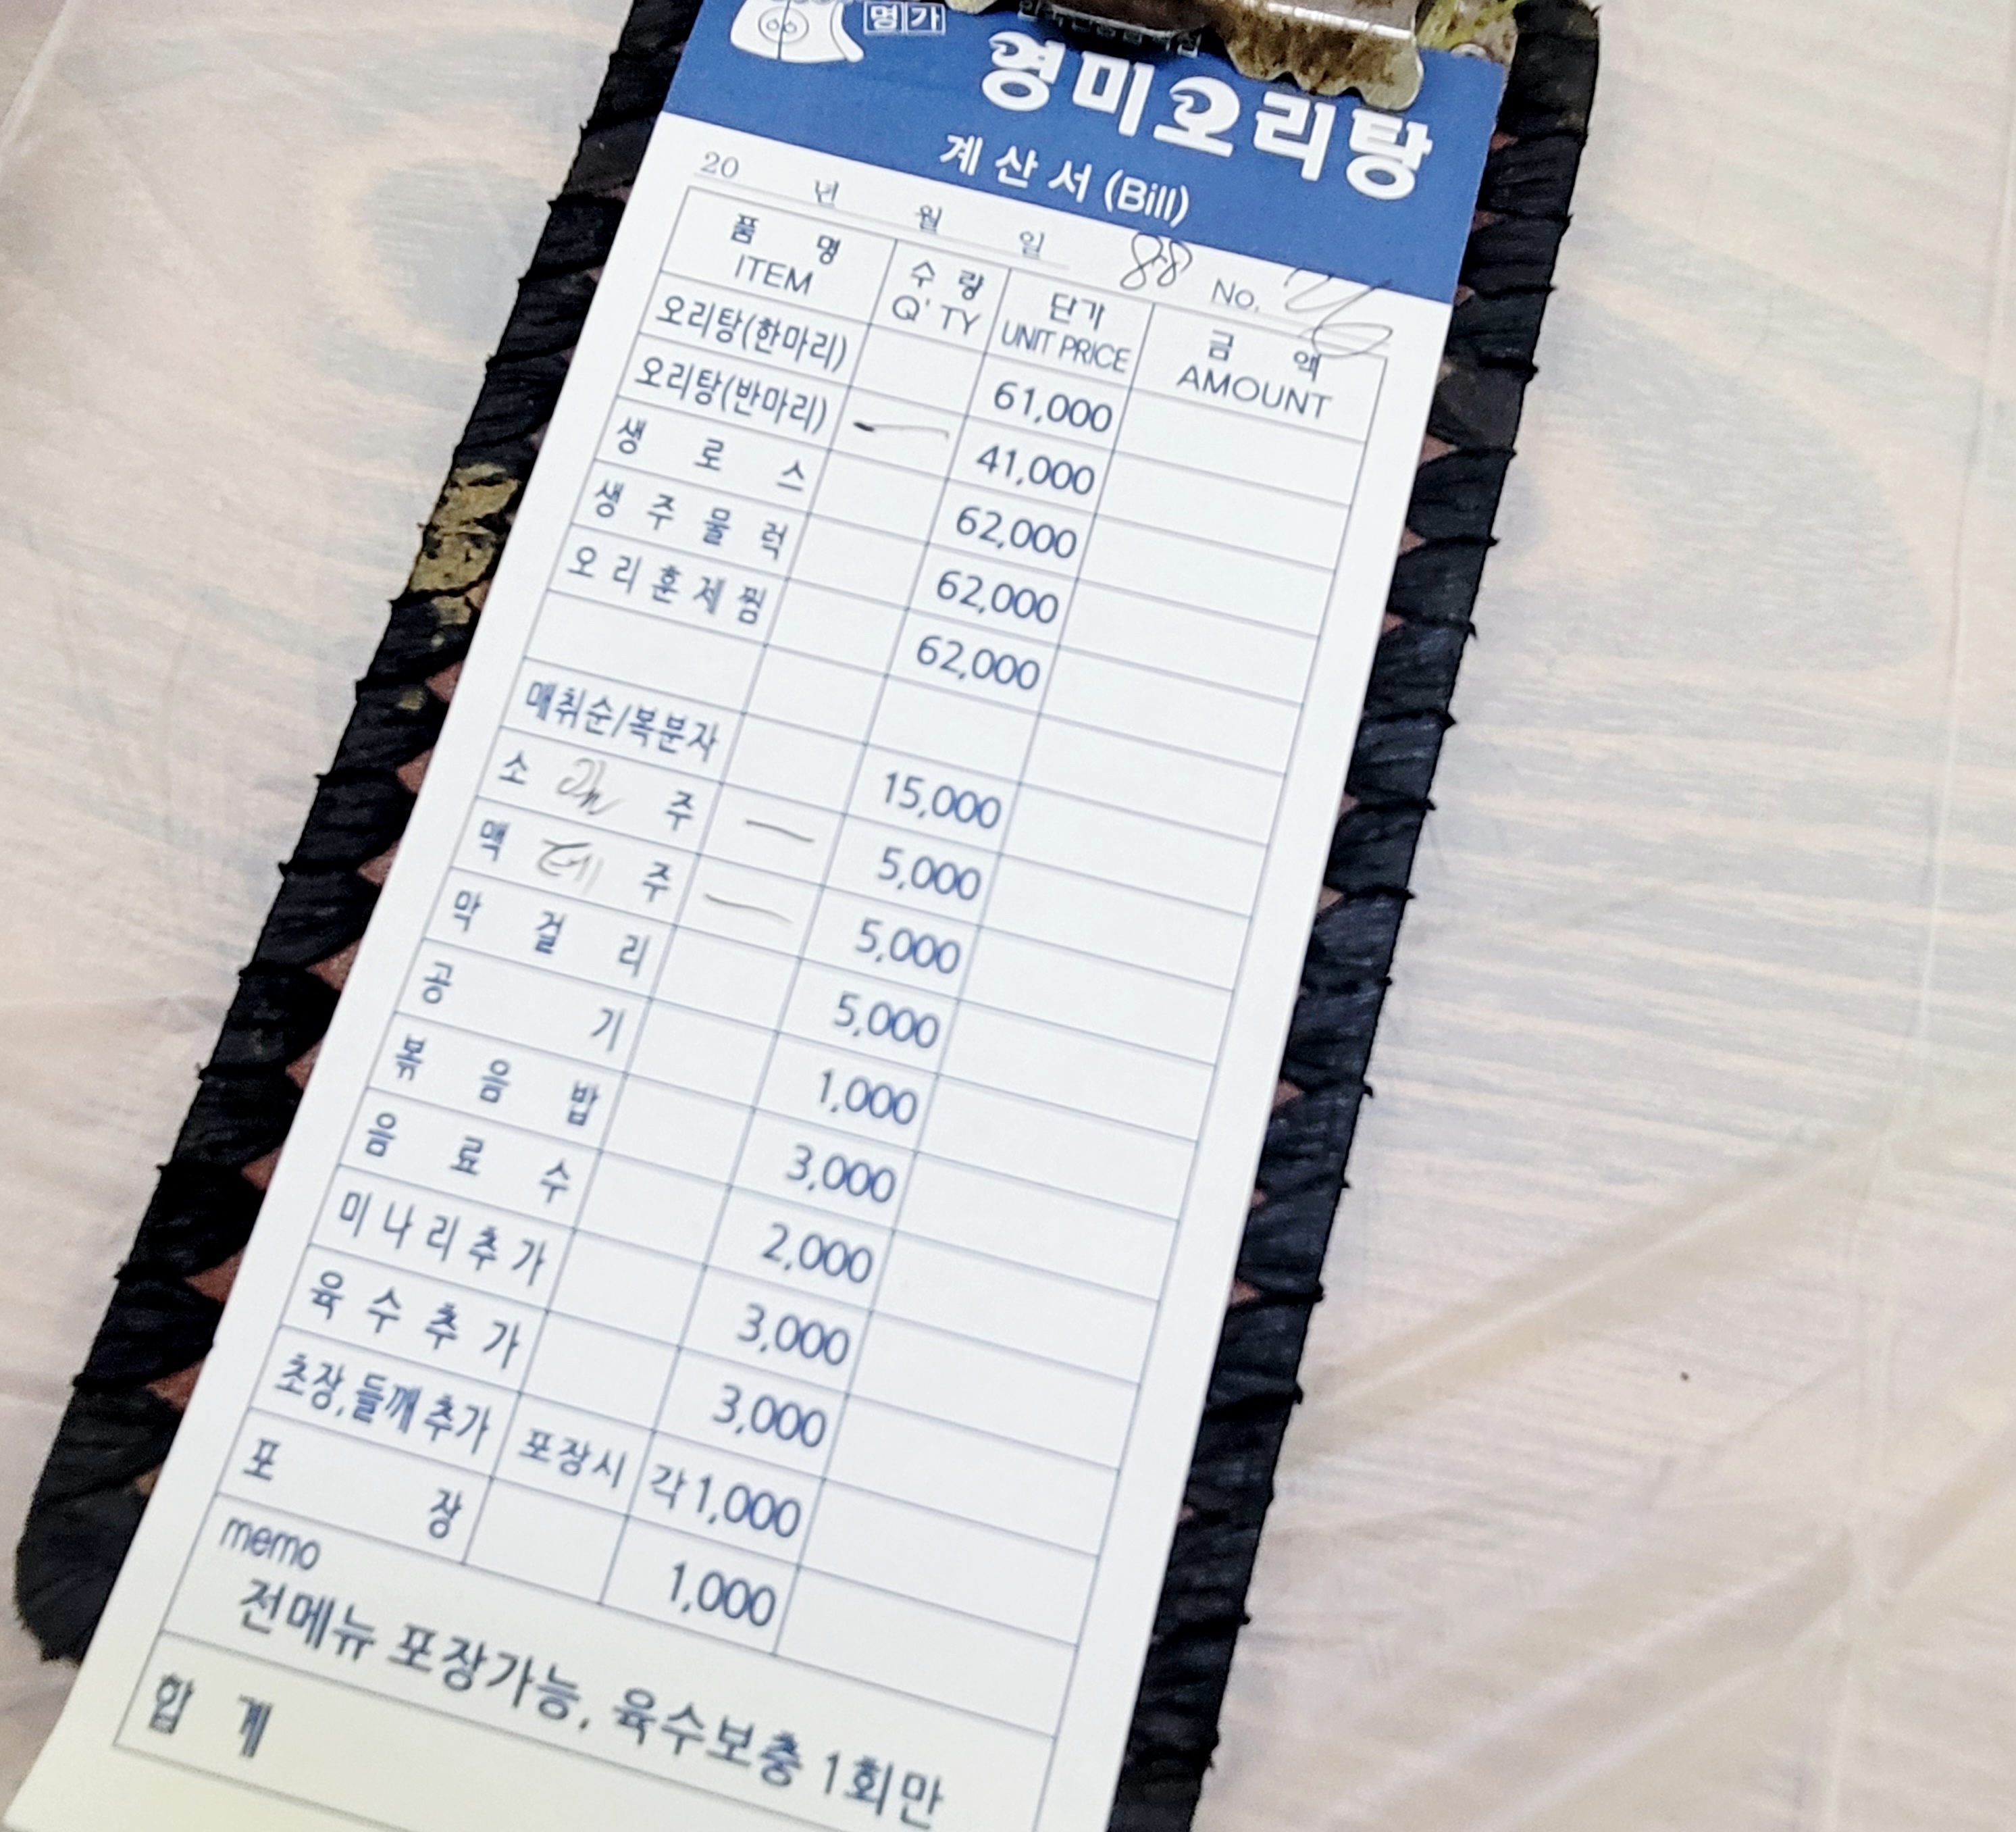 명가
영미오리탕
계산서 (Bill)
20 년 월 일 88 No.
품명 ITEM 수량 Q'TY 단가 UNIT PRICE 금액 AMOUNT
오리탕(한마리) 61,000
오리탕(반마리) 一 41,000
생로스 62,000
생주물럭 62,000
오리훈제찜 62,000
매취순/복분자 15,000
소주 一 5,000
맥 테 주 一 5,000
막걸리 5,000
공기 1,000
볶음밥 3,000
음료수 2,000
미나리추가 3,000
육수추가 3,000
초장,들깨추가 포장시 각1,000
포장 1,000
memo
전메뉴 포장가능, 육수보충 1회만
합계